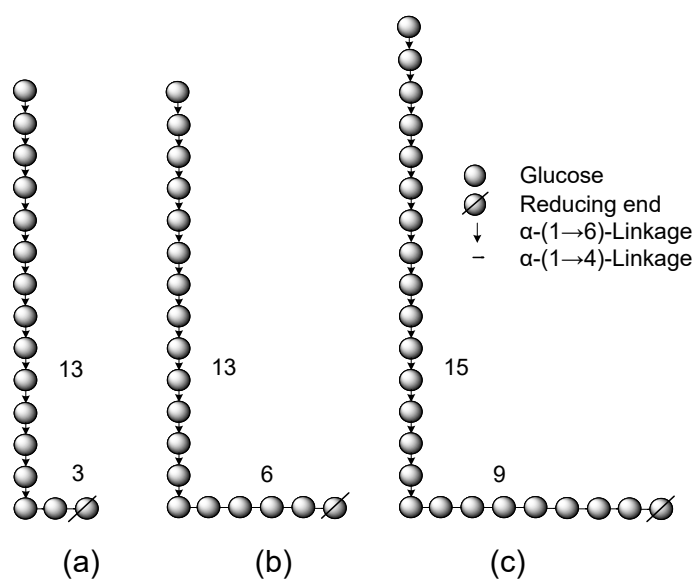 Glucose
Reducing end
α-(1→6)-Linkage
α-(1→4)-Linkage
13
13
15
3
6
9
(a)
(b)
(c)